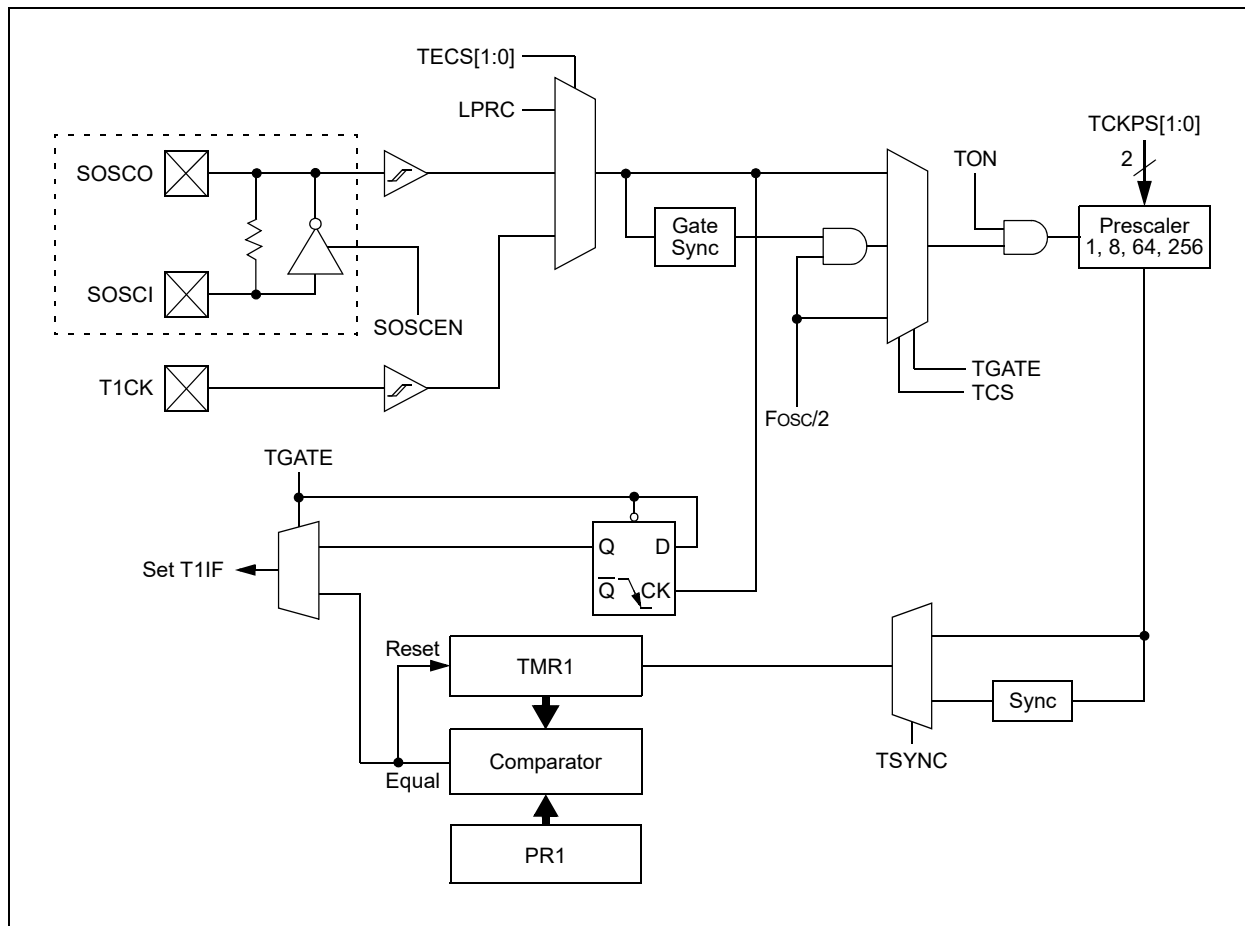 TECS[1:0]
LPRC
SOSCO
SOSCI
SOSCEN
T1CK
Gate
Sync
FOSC/2
TON
TCKPS[1:0]
2
Prescaler
1, 8, 64, 256
TGATE
TCS
TGATE
Set T1IF
Q
D
Q̅
CK
Reset
TMR1
Equal
Comparator
PR1
Sync
TSYNC